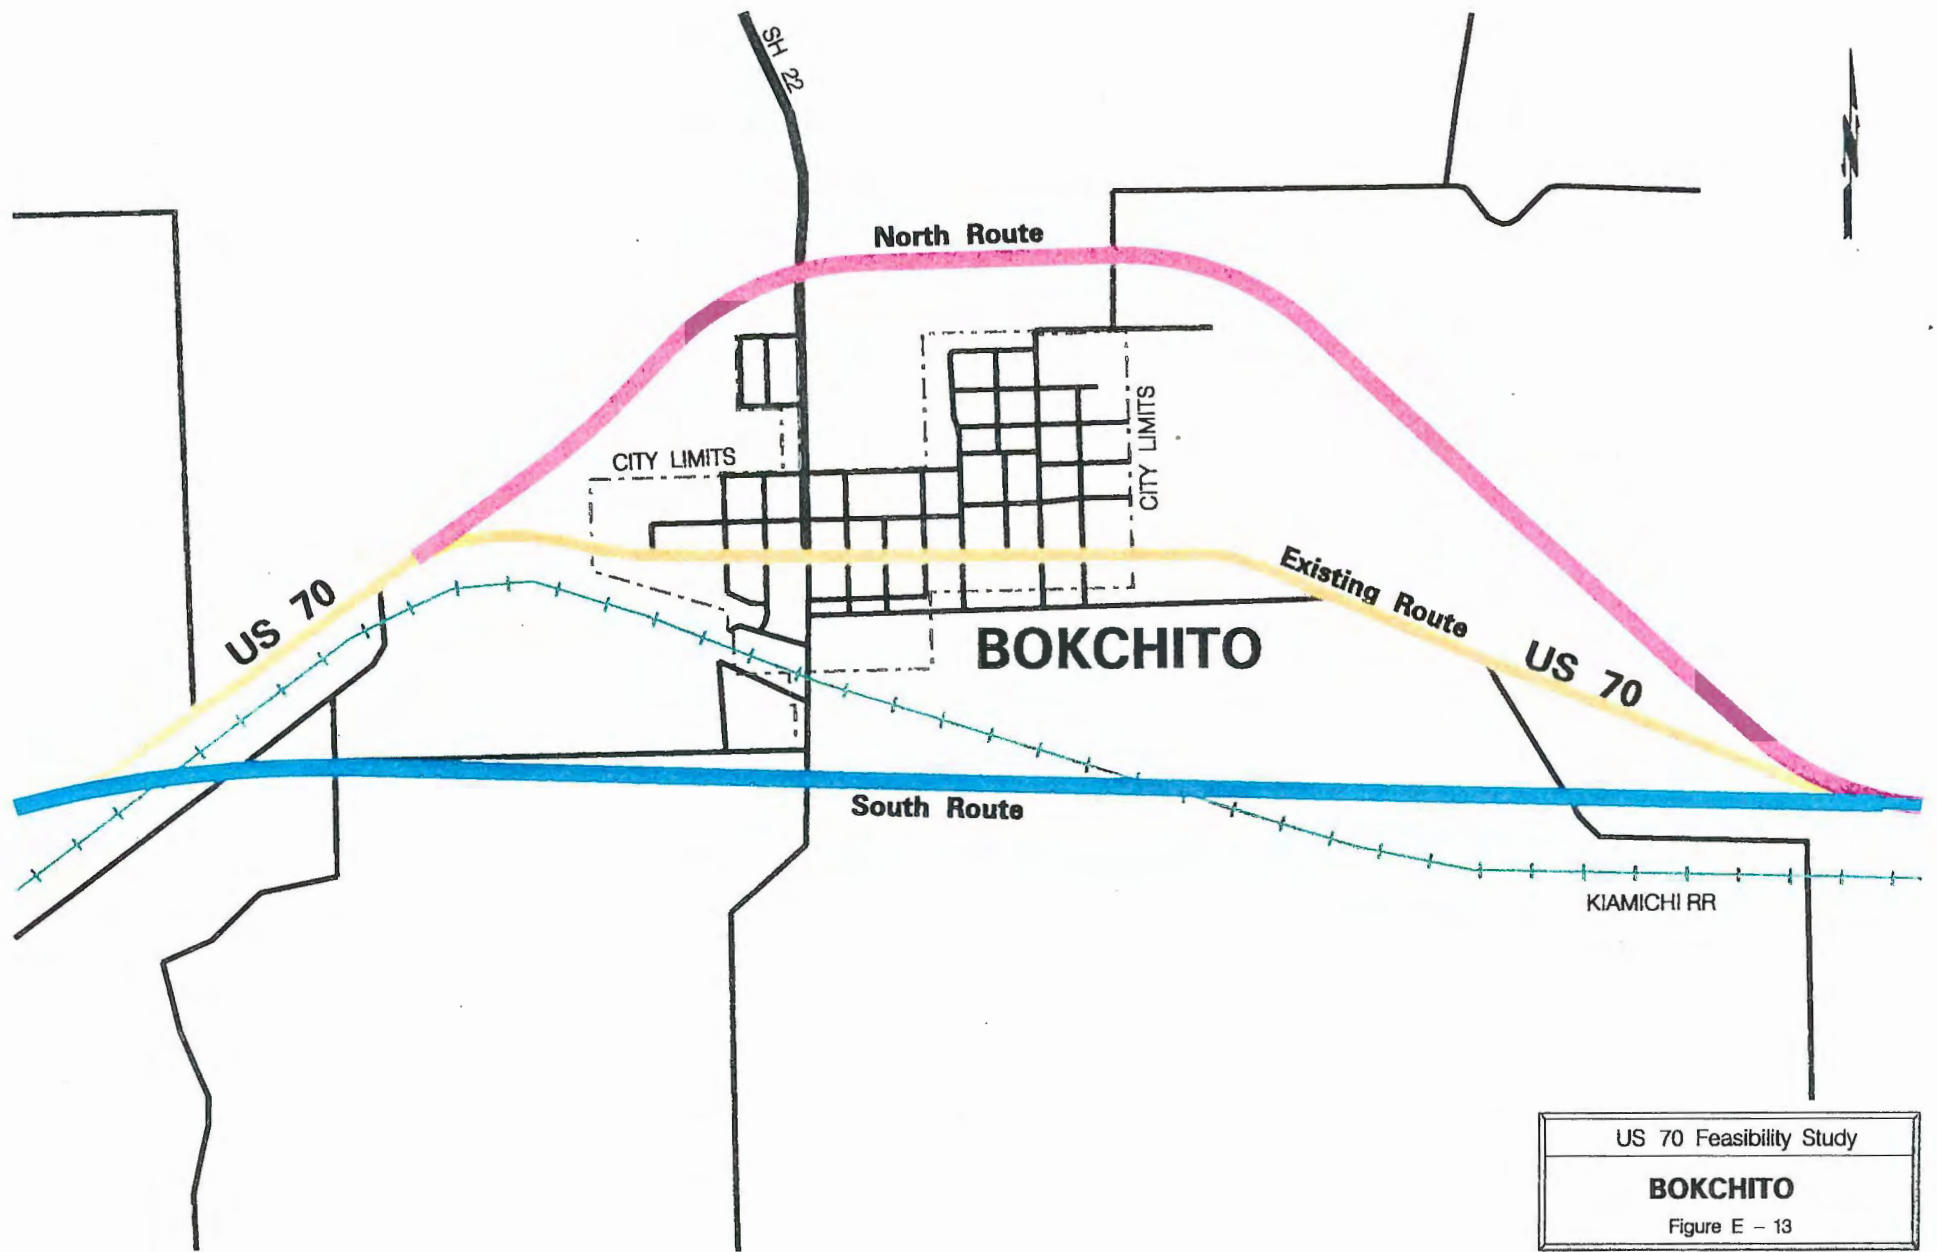 SH 22
N
North Route
CITY LIMITS
CITY LIMITS
Existing Route
US 70
BOKCHITO
US 70
South Route
KIAMICHI RR
US 70 Feasibility Study
BOKCHITO
Figure E - 13